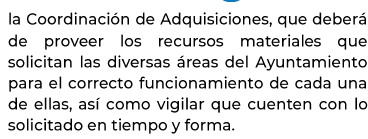 la Coordinación de Adquisiciones, que deberá
de proveer los recursos materiales que
solicitan las diversas áreas del Ayuntamiento
para el correcto funcionamiento de cada una
de ellas, así como vigilar que cuenten con lo
solicitado en tiempo y forma.